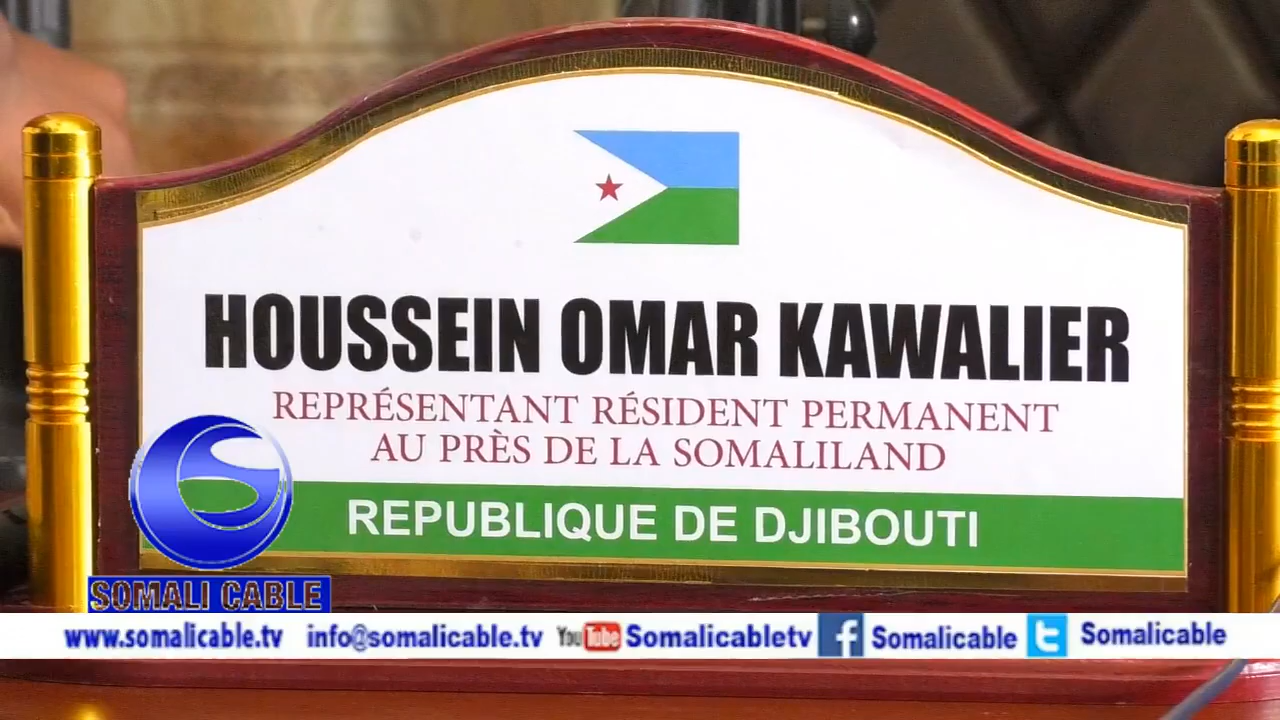 HOUSSEIN OMAR KAWALIER
REPRÉSENTANT RÉSIDENT PERMANENT
AU PRÈS DE LA SOMALILAND
REPUBLIQUE DE DJIBOUTI
SOMALI CABLE
www.somalicable.tv info@somalicable.tv YouTube Somalicabletv f Somalicable t Somalicable